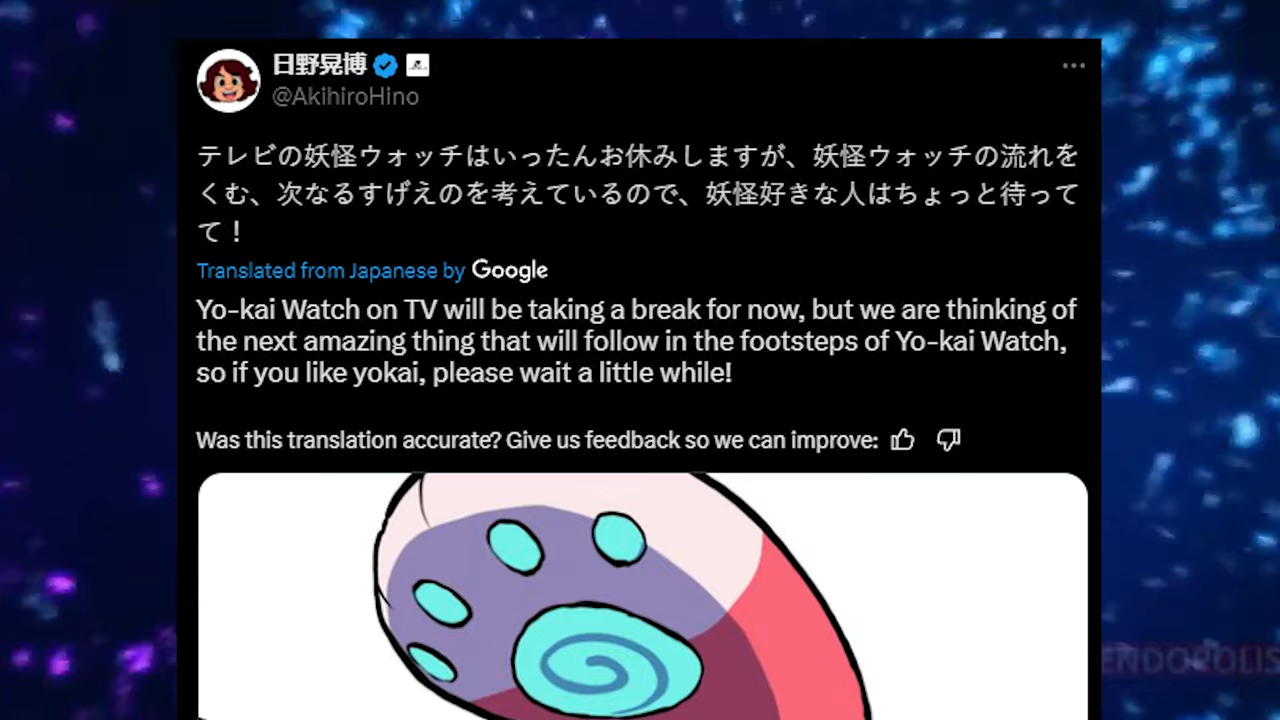 日野晃博
@AkihiroHino
テレビの妖怪ウォッチはいったんお休みしますが、妖怪ウォッチの流れを
くむ、次なるすげえのを考えているので、妖怪好きな人はちょっと待って
て！
Translated from Japanese by Google
Yo-kai Watch on TV will be taking a break for now, but we are thinking of
the next amazing thing that will follow in the footsteps of Yo-kai Watch,
so if you like yokai, please wait a little while!
Was this translation accurate? Give us feedback so we can improve:
ENDOPOLIS